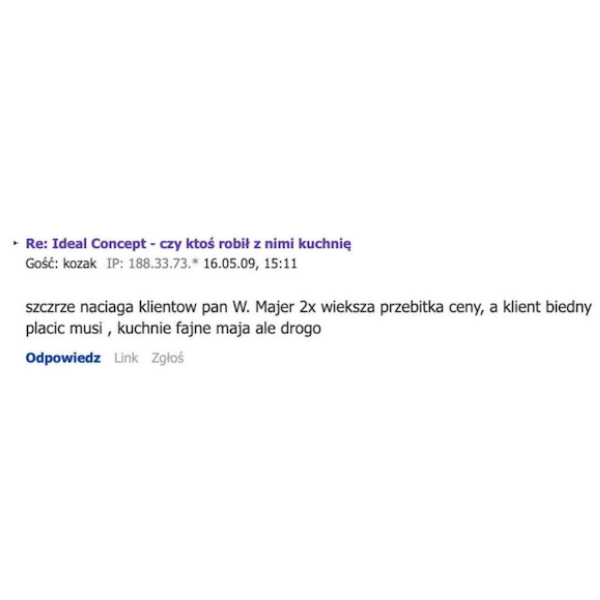 Re: Ideal Concept - czy ktoś robił z nimi kuchnię
Gość: kozak IP: 188.33.73.* 16.05.09, 15:11
szczrze naciaga klientow pan W. Majer 2x wieksza przebitka ceny, a klient biedny
placic musi , kuchnie fajne maja ale drogo
Odpowiedz Link Zgłoś